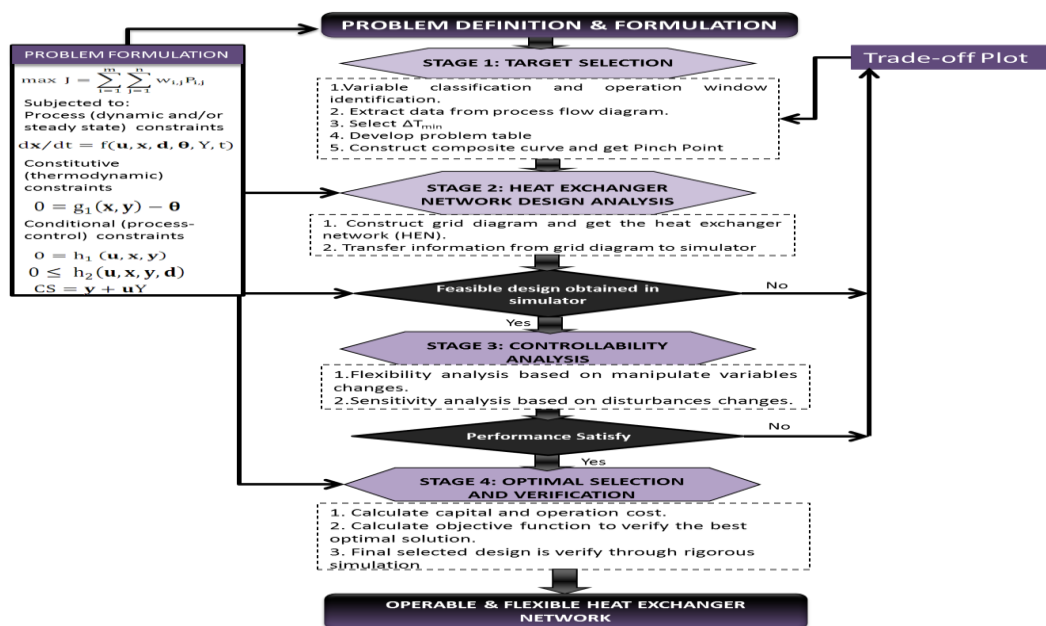 PROBLEM DEFINITION & FORMULATION
PROBLEM FORMULATION
max J = ∑_{i=1}^{m} ∑_{j=1}^{n} w_{i,j}P_{i,j}
Subjected to:
Process (dynamic and/or
steady state) constraints
dx/dt = f(u, x, d, θ, Y, t)
Constitutive
(thermodynamic)
constraints
0 = g₁(x, y) − θ
Conditional (process-
control) constraints
0 = h₁ (u, x, y)
0 ≤ h₂(u, x, y, d)
CS = y + uY
STAGE 1: TARGET SELECTION
1.Variable classification and operation window
identification.
2. Extract data from process flow diagram.
3. Select ΔT_min
4. Develop problem table
5. Construct composite curve and get Pinch Point
Trade-off Plot
STAGE 2: HEAT EXCHANGER
NETWORK DESIGN ANALYSIS
1. Construct grid diagram and get the heat exchanger
network (HEN).
2. Transfer information from grid diagram to simulator
Feasible design obtained in
simulator
No
Yes
STAGE 3: CONTROLLABILITY
ANALYSIS
1.Flexibility analysis based on manipulate variables
changes.
2.Sensitivity analysis based on disturbances changes.
Performance Satisfy
No
Yes
STAGE 4: OPTIMAL SELECTION
AND VERIFICATION
1. Calculate capital and operation cost.
2. Calculate objective function to verify the best
optimal solution.
3. Final selected design is verify through rigorous
simulation
OPERABLE & FLEXIBLE HEAT EXCHANGER
NETWORK